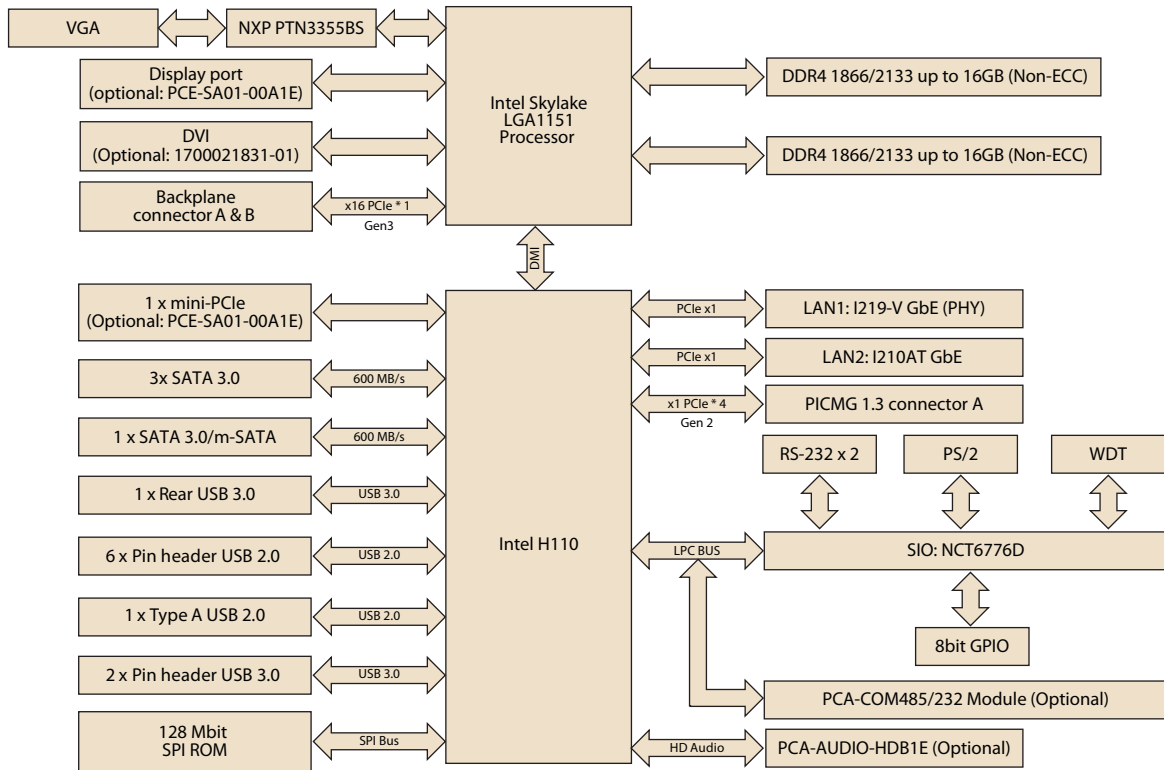 VGA
NXP PTN3355BS
Display port
(optional: PCE-SA01-00A1E)
DVI
(Optional: 1700021831-01)
Backplane
connector A & B
x16 PCIe * 1
Gen3
Intel Skylake
LGA1151
Processor
DDR4 1866/2133 up to 16GB (Non-ECC)
DDR4 1866/2133 up to 16GB (Non-ECC)
DMI
1 x mini-PCIe
(Optional: PCE-SA01-00A1E)
3x SATA 3.0
600 MB/s
1 x SATA 3.0/m-SATA
600 MB/s
1 x Rear USB 3.0
USB 3.0
6 x Pin header USB 2.0
USB 2.0
1 x Type A USB 2.0
USB 2.0
2 x Pin header USB 3.0
USB 3.0
128 Mbit
SPI ROM
SPI Bus
Intel H110
PCIe x1
LAN1: I219-V GbE (PHY)
PCIe x1
LAN2: I210AT GbE
x1 PCIe * 4
Gen 2
PICMG 1.3 connector A
RS-232 x 2
PS/2
WDT
LPC BUS
SIO: NCT6776D
8bit GPIO
PCA-COM485/232 Module (Optional)
HD Audio
PCA-AUDIO-HDB1E (Optional)